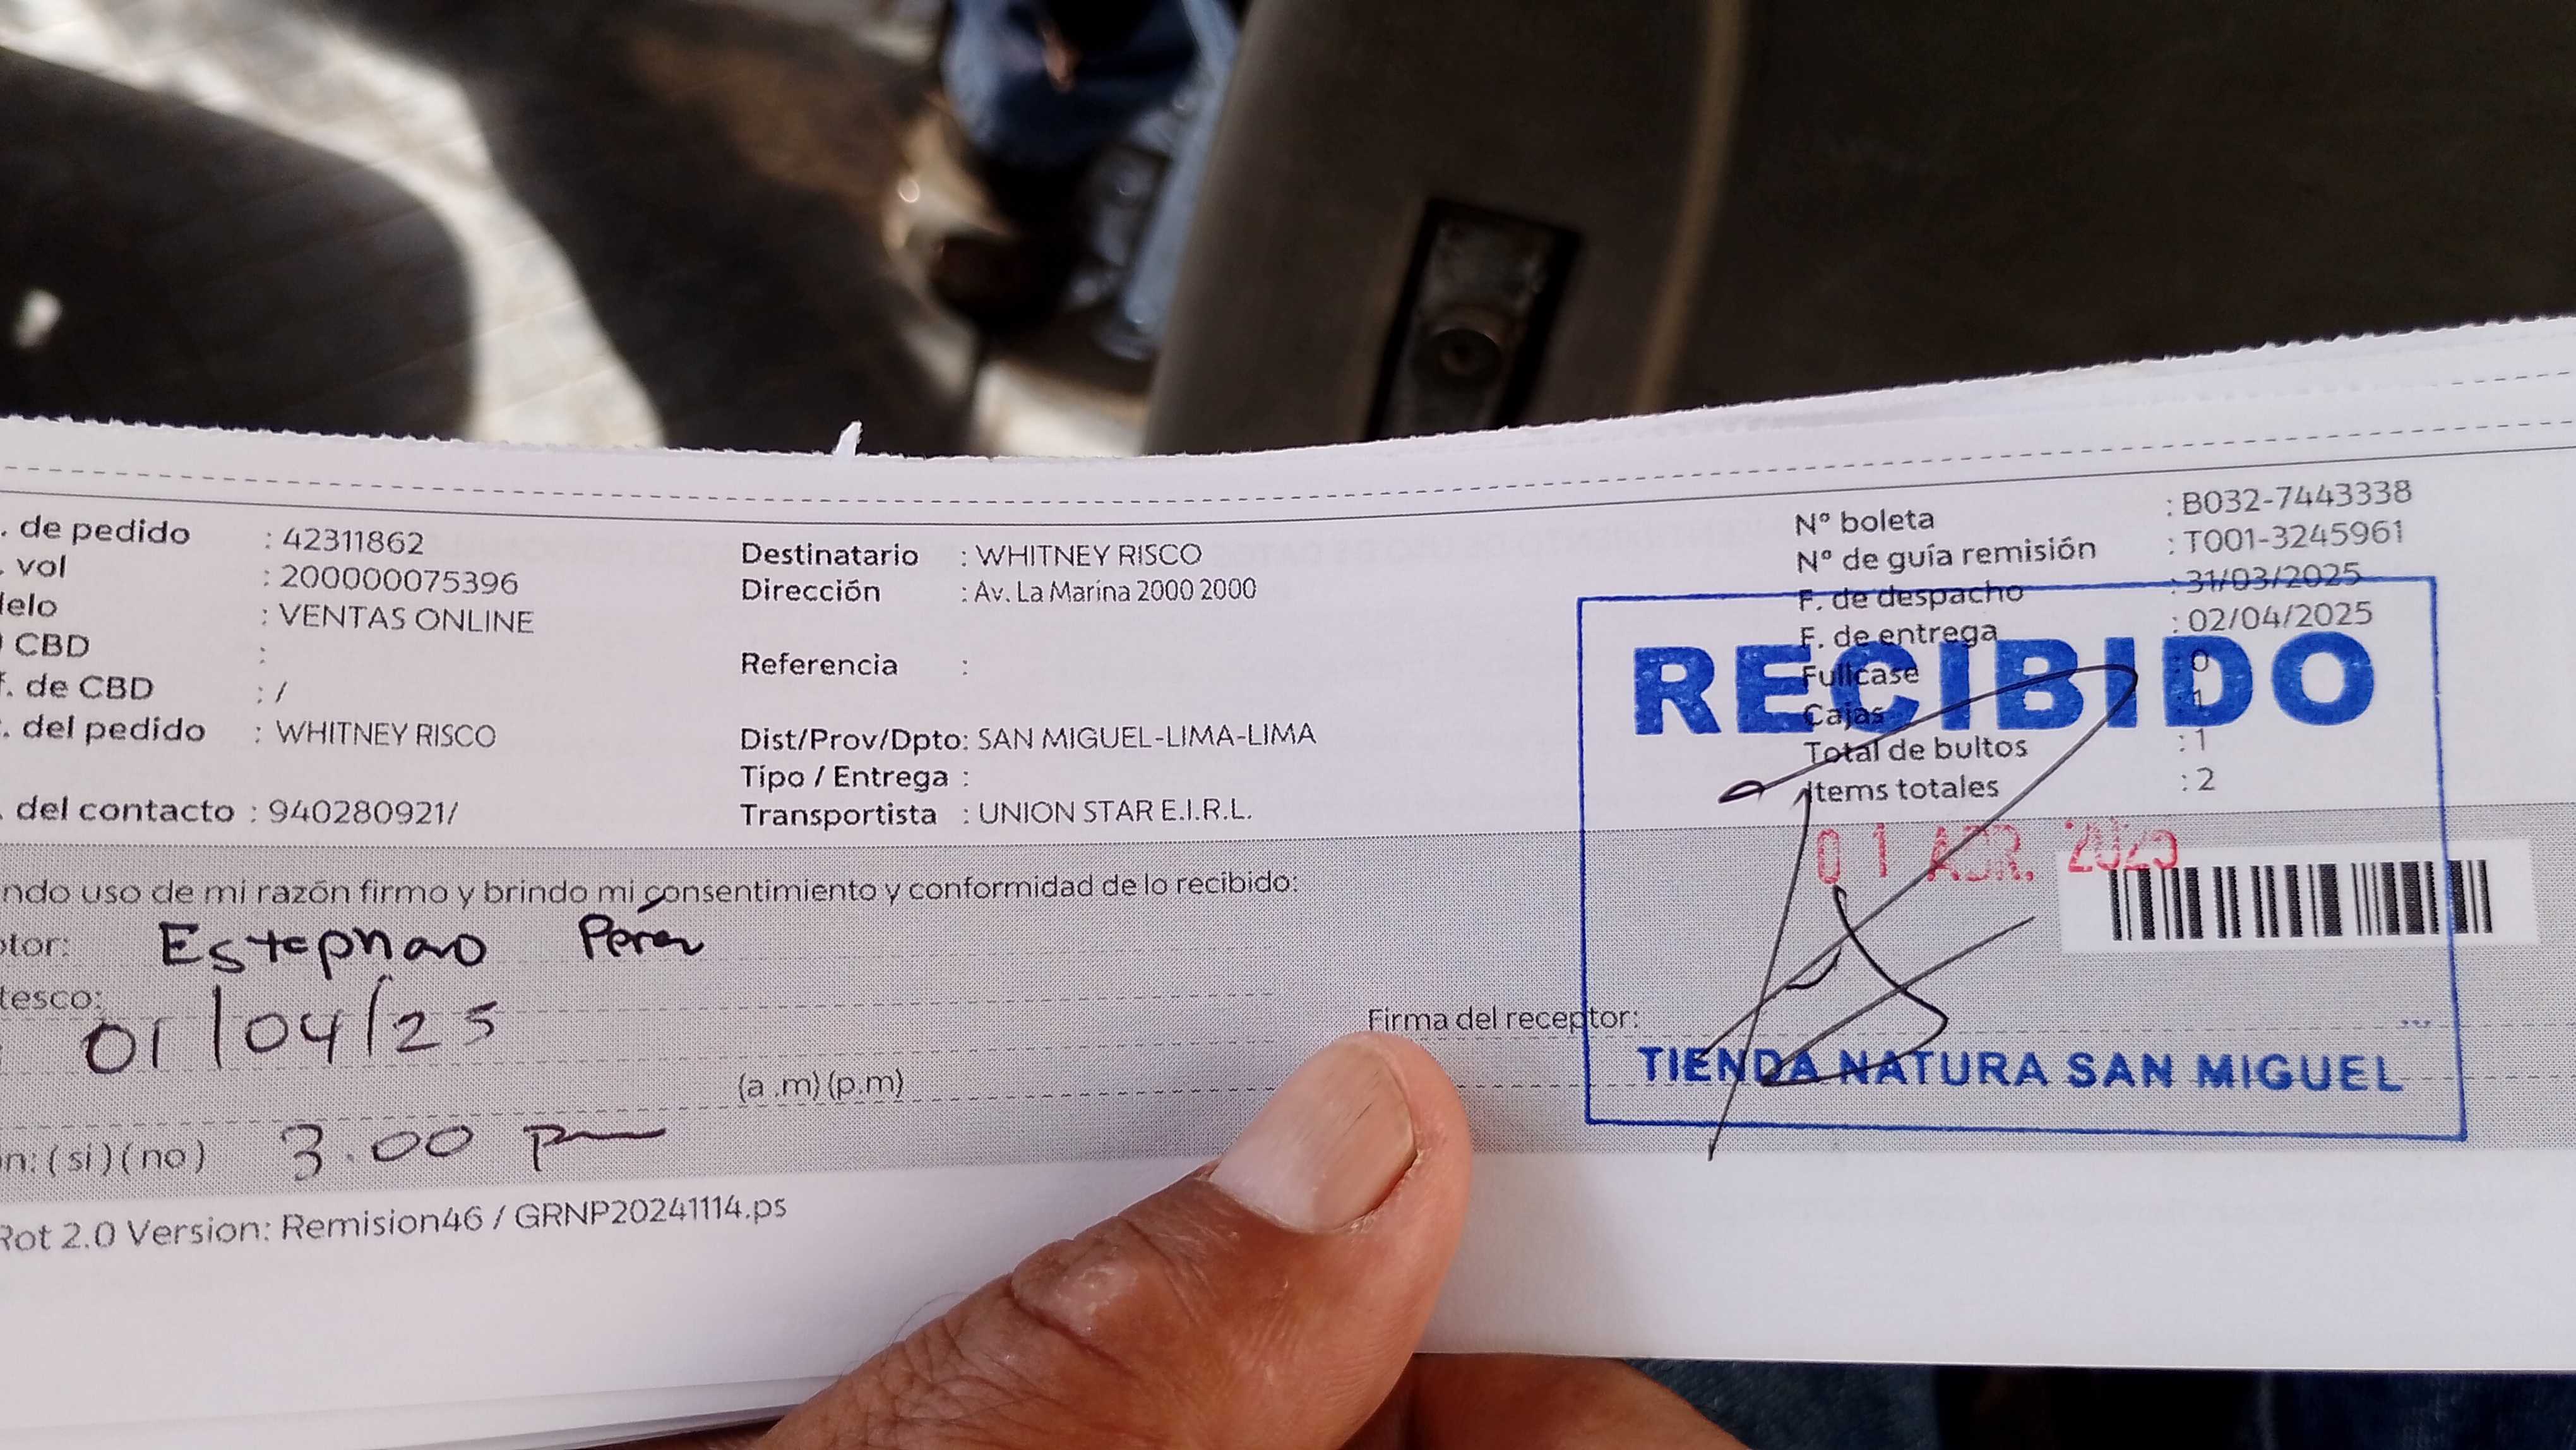 . de pedido : 42311862
. vol : 200000075396
delo : VENTAS ONLINE
CBD :
f. de CBD : /
. del pedido : WHITNEY RISCO
. del contacto : 940280921/
Destinatario : WHITNEY RISCO
Dirección : Av. La Marina 2000 2000
Referencia :
Dist/Prov/Dpto: SAN MIGUEL-LIMA-LIMA
Tipo / Entrega :
Transportista : UNION STAR E.I.R.L.
N° boleta : B032-7443338
N° de guía remisión : T001-3245961
F. de despacho : 31/03/2025
F. de entrega : 02/04/2025
Fullcase : 0
Cajas : 1
Total de bultos : 1
Items totales : 2
RECIBIDO
01 ABR. 2025
TIENDA NATURA SAN MIGUEL
ndo uso de mi razón firmo y brindo mi consentimiento y conformidad de lo recibido:
otor: Pérez
tesco:
01/04/25
Firma del receptor:
(a .m) (p.m)
n: ( si ) ( no ) 3.00 pm
Rot 2.0 Version: Remision46 / GRNP20241114.ps